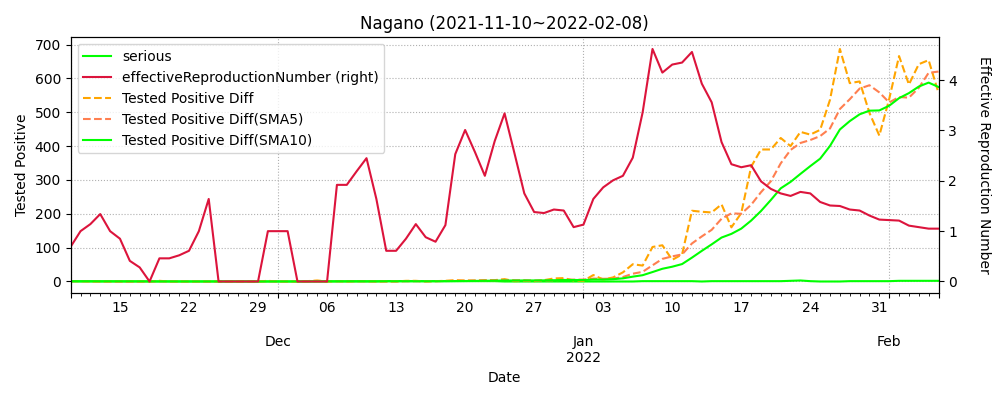 Nagano (2021-11-10~2022-02-08)
serious
effectiveReproductionNumber (right)
Tested Positive Diff
Tested Positive Diff(SMA5)
Tested Positive Diff(SMA10)
Tested Positive
700
600
500
400
300
200
100
0
Effective Reproduction Number
4
3
2
1
0
15 22 29 06 13 20 27 03 10 17 24 31
Dec Jan Feb
2022
Date